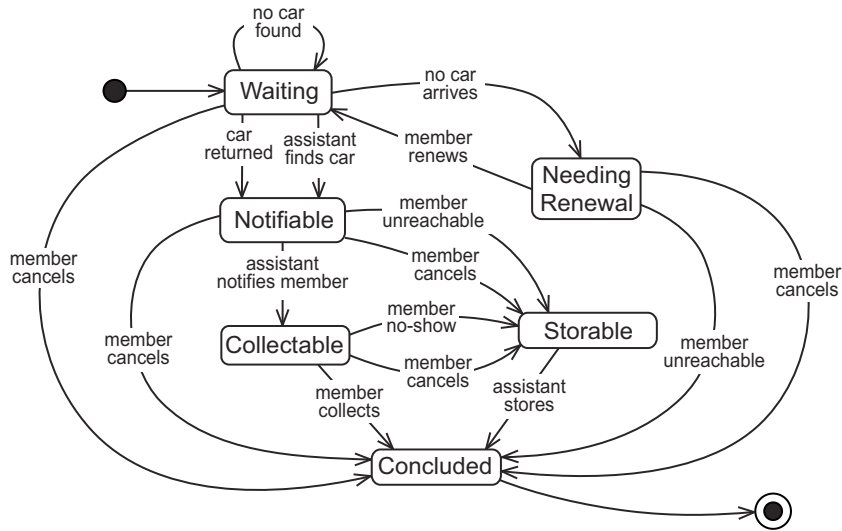 no car
found
Waiting
no car
arrives
car
returned
assistant
finds car
member
renews
Needing
Renewal
member
unreachable
Notifiable
member
cancels
member
cancels
member
cancels
assistant
notifies member
member
no-show
Storable
member
cancels
Collectable
member
unreachable
member
cancels
member
collects
assistant
stores
Concluded